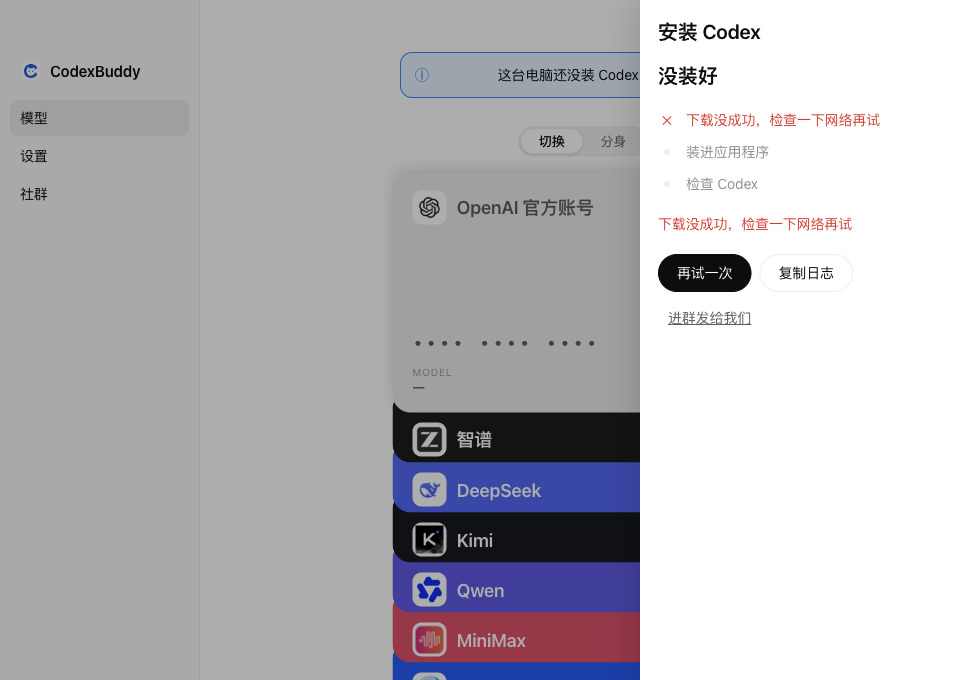 CodexBuddy
模型
设置
社群
这台电脑还没装 Codex
切换
分身
OpenAI 官方账号
•••• •••• ••••
MODEL
—
智谱
DeepSeek
Kimi
Qwen
MiniMax
安装 Codex
没装好
下载没成功，检查一下网络再试
装进应用程序
检查 Codex
下载没成功，检查一下网络再试
再试一次
复制日志
进群发给我们